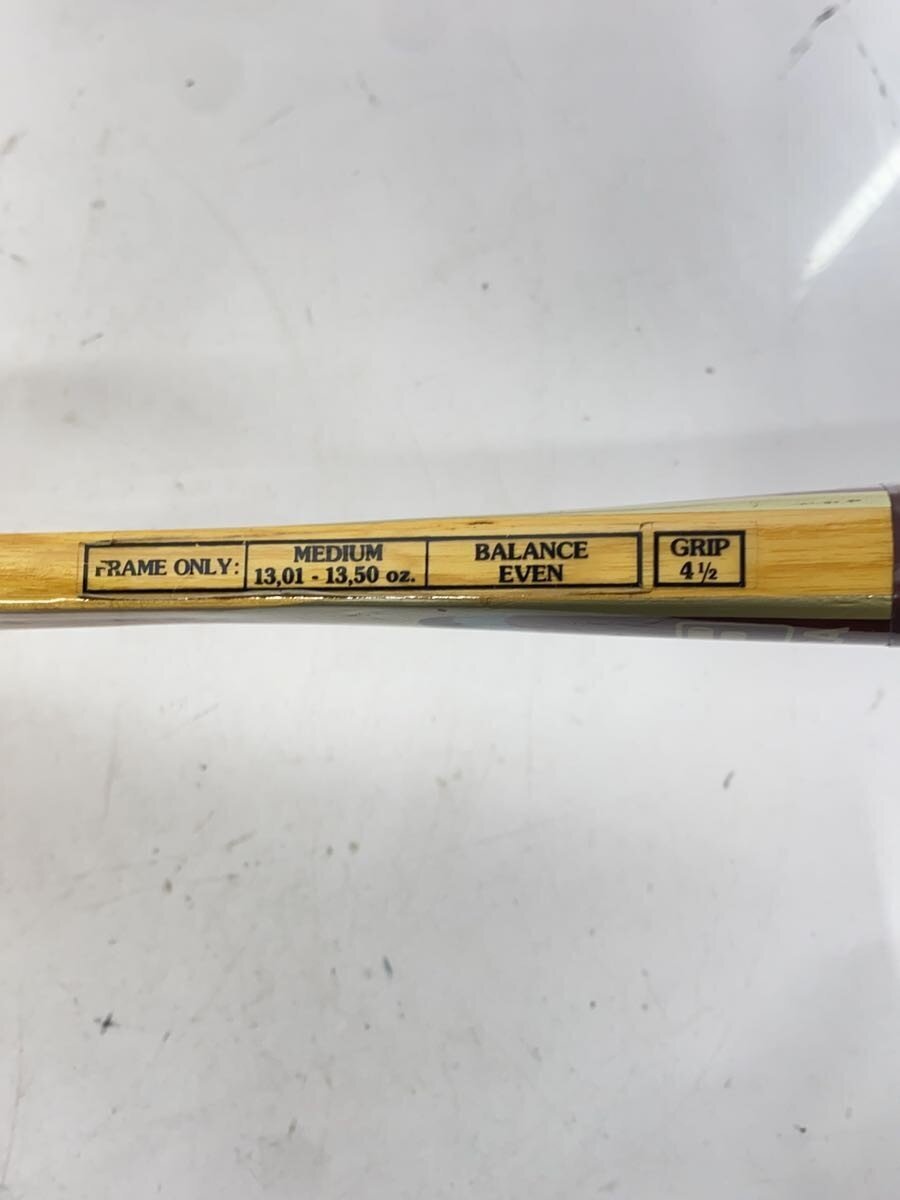 FRAME ONLY:
MEDIUM
13,01 - 13,50 oz.
BALANCE
EVEN
GRIP
4 ½